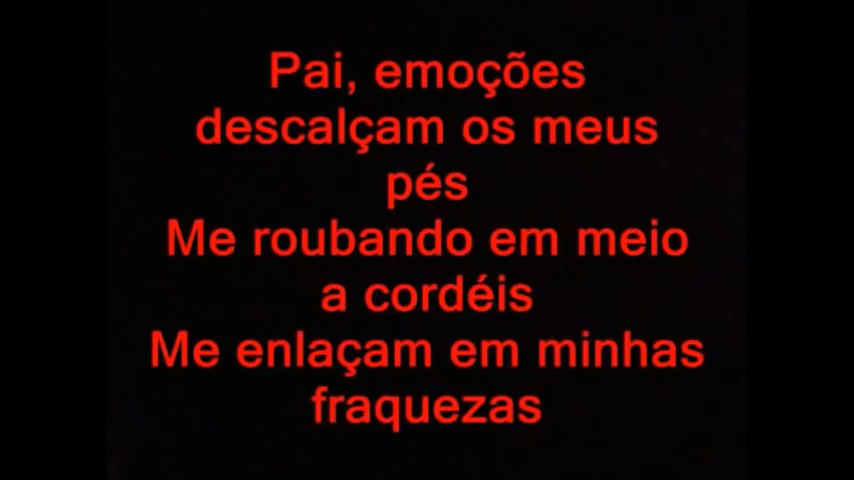 Pai, emoções
descalçam os meus
pés
Me roubando em meio
a cordéis
Me enlaçam em minhas
fraquezas